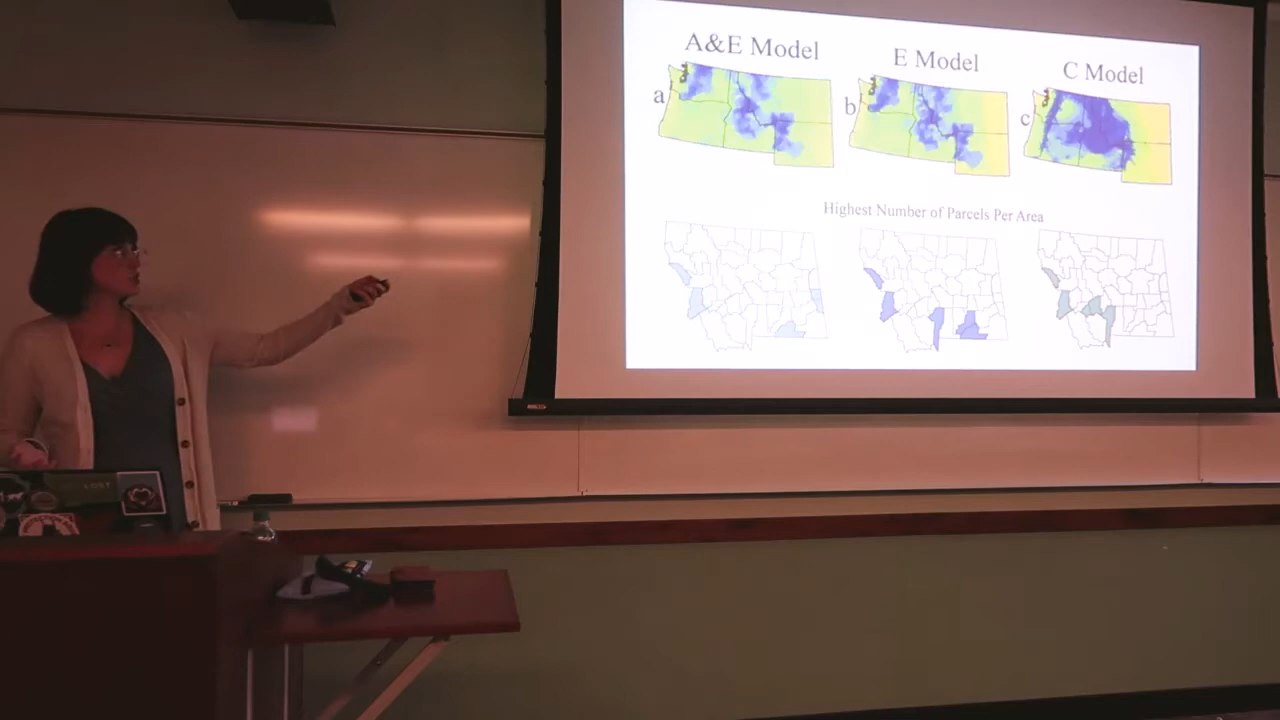 A&E Model
E Model
C Model
a
b
c
Highest Number of Parcels Per Area
LOST